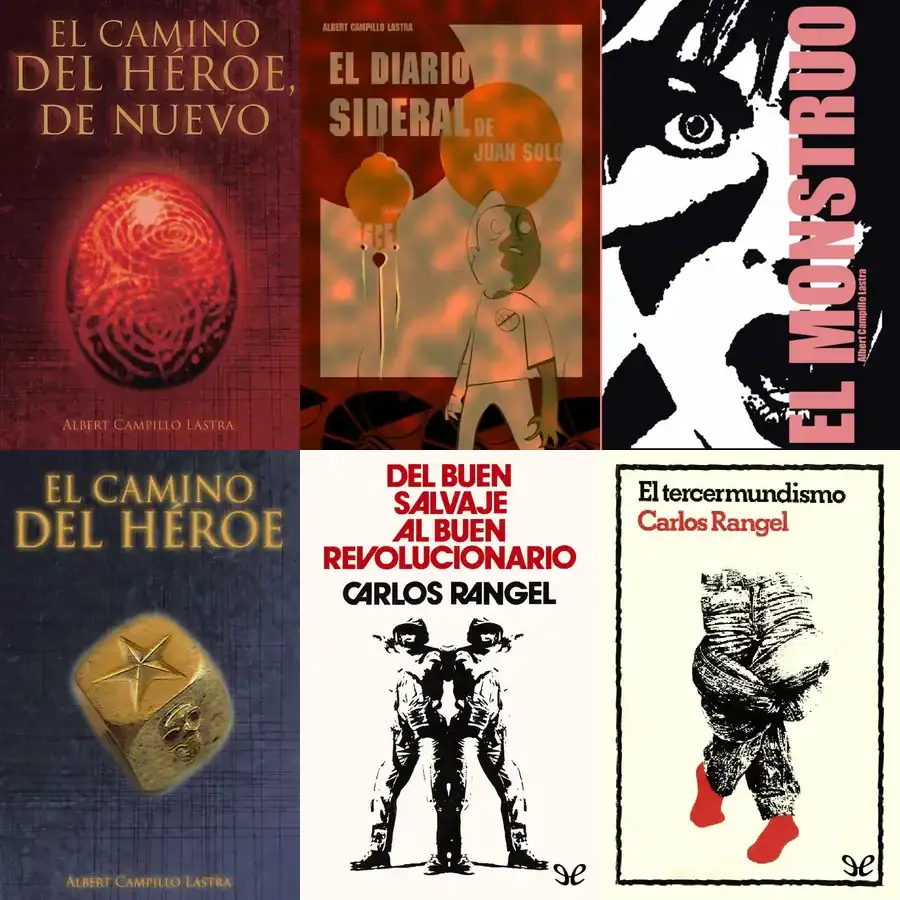 EL CAMINO
DEL HÉROE,
DE NUEVO
ALBERT CAMPILLO LASTRA
ALBERT CAMPILLO LASTRA
EL DIARIO
SIDERAL DE
JUAN SOLO
EL MONSTRUO
Albert Campillo Lastra
EL CAMINO
DEL HÉROE
ALBERT CAMPILLO LASTRA
DEL BUEN
SALVAJE
AL BUEN
REVOLUCIONARIO
CARLOS RANGEL
El tercermundismo
Carlos Rangel